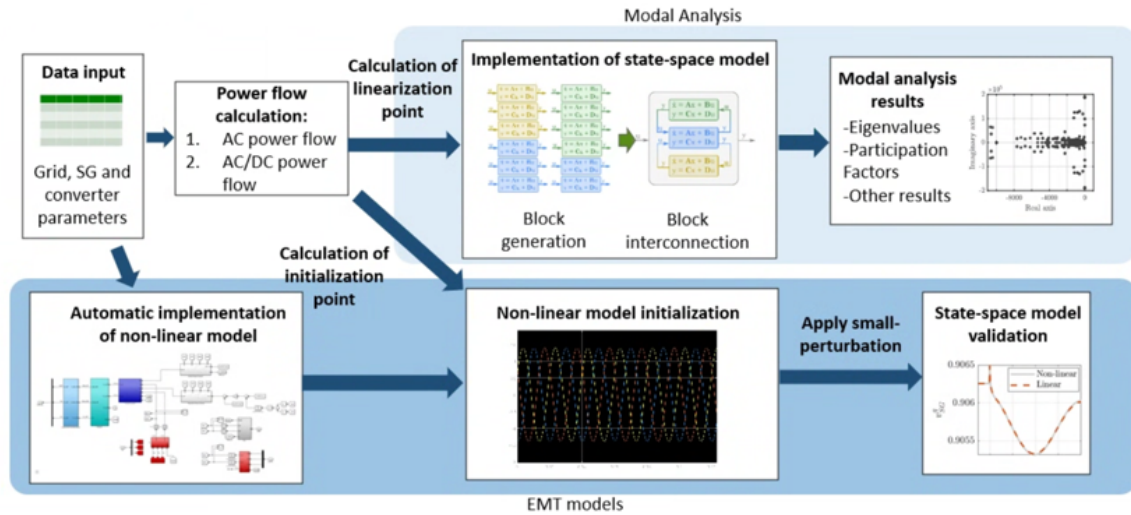 Modal Analysis
Data input
Grid, SG and
converter
parameters
Power flow
calculation:
1. AC power flow
2. AC/DC power
flow
Calculation of
linearization
point
Implementation of state-space model
Block
generation
Block
interconnection
Modal analysis
results
-Eigenvalues
-Participation
Factors
-Other results
Imaginary axis
-8000 -4000 0
Real axis
Calculation of
initialization
point
Automatic implementation
of non-linear model
Non-linear model initialization
Apply small-
perturbation
State-space model
validation
0.9065
Non-linear
Linear
0.906
0.9055
EMT models